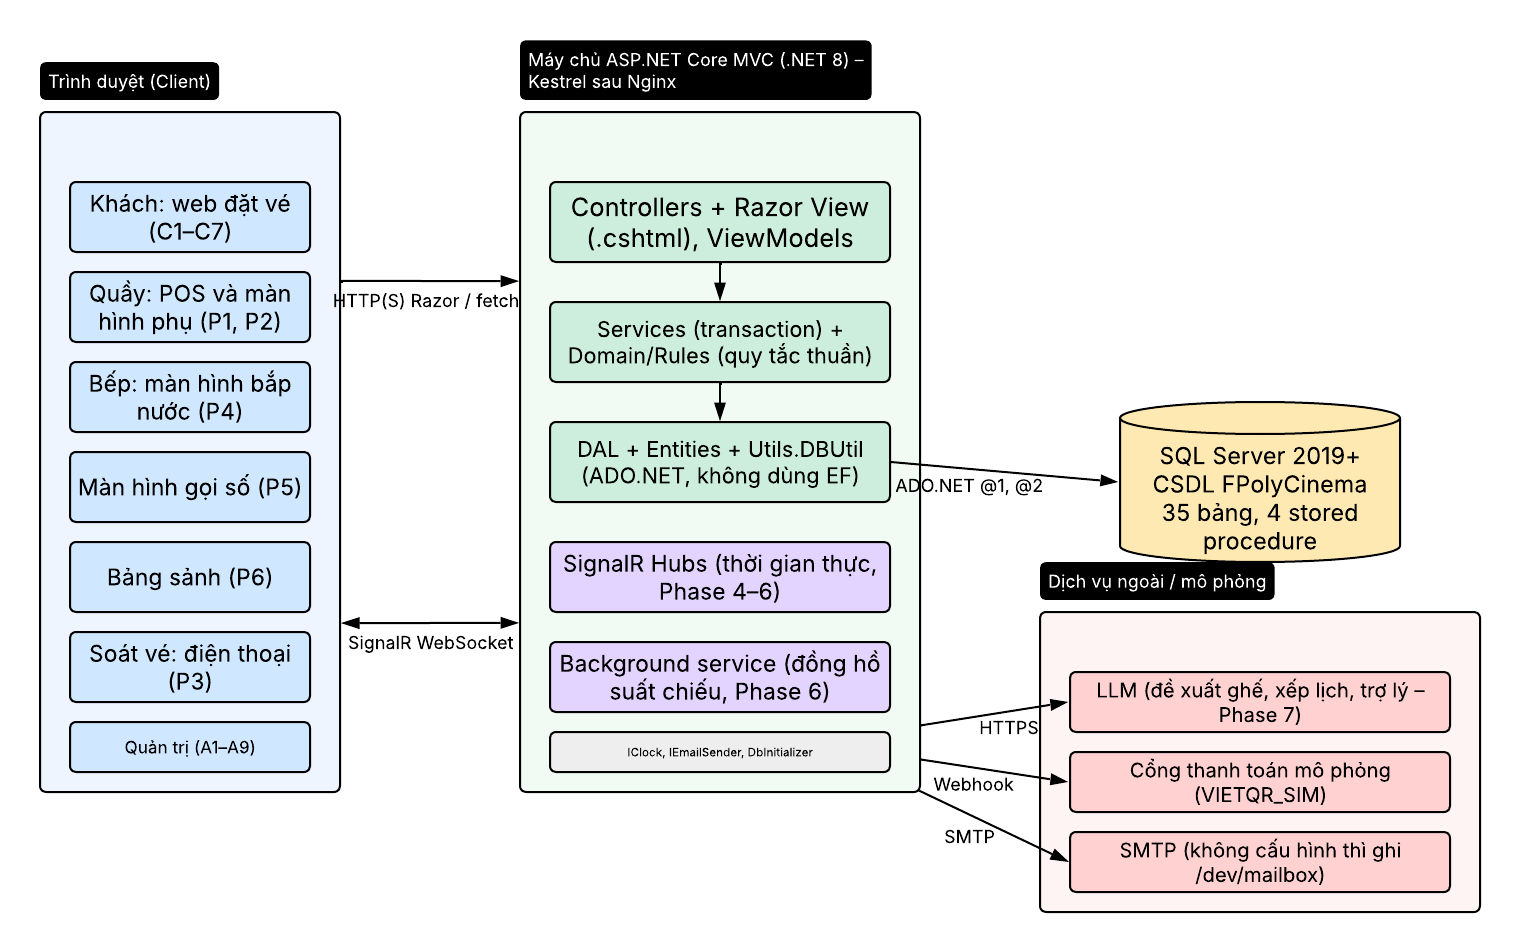 Trình duyệt (Client)
Khách: web đặt vé
(C1–C7)
Quầy: POS và màn
hình phụ (P1, P2)
Bếp: màn hình bắp
nước (P4)
Màn hình gọi số (P5)
Bảng sảnh (P6)
Soát vé: điện thoại
(P3)
Quản trị (A1–A9)
HTTP(S) Razor / fetch
SignalR WebSocket
Máy chủ ASP.NET Core MVC (.NET 8) –
Kestrel sau Nginx
Controllers + Razor View
(.cshtml), ViewModels
Services (transaction) +
Domain/Rules (quy tắc thuần)
DAL + Entities + Utils.DBUtil
(ADO.NET, không dùng EF)
SignalR Hubs (thời gian thực,
Phase 4–6)
Background service (đồng hồ
suất chiếu, Phase 6)
IClock, IEmailSender, DbInitializer
ADO.NET @1, @2
SQL Server 2019+
CSDL FPolyCinema
35 bảng, 4 stored
procedure
HTTPS
Webhook
SMTP
Dịch vụ ngoài / mô phỏng
LLM (đề xuất ghế, xếp lịch, trợ lý –
Phase 7)
Cổng thanh toán mô phỏng
(VIETQR_SIM)
SMTP (không cấu hình thì ghi
/dev/mailbox)